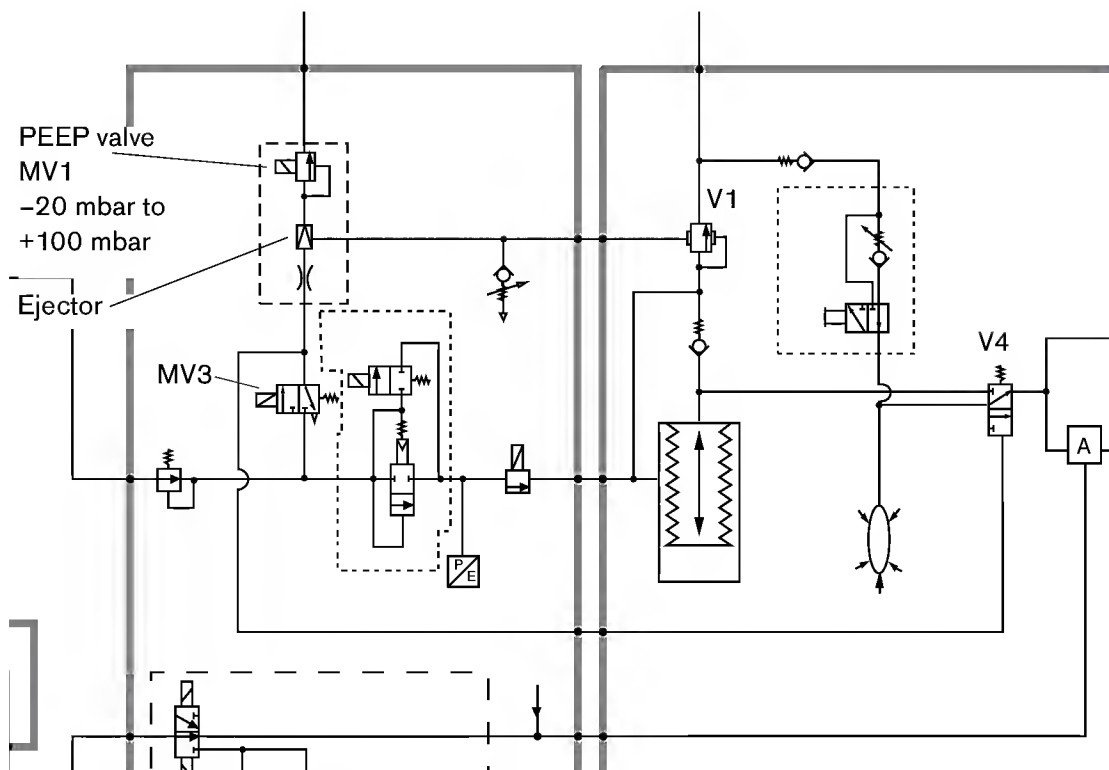 PEEP valve
MV1
–20 mbar to
+100 mbar
Ejector
MV3
V1
V4
A
P
E